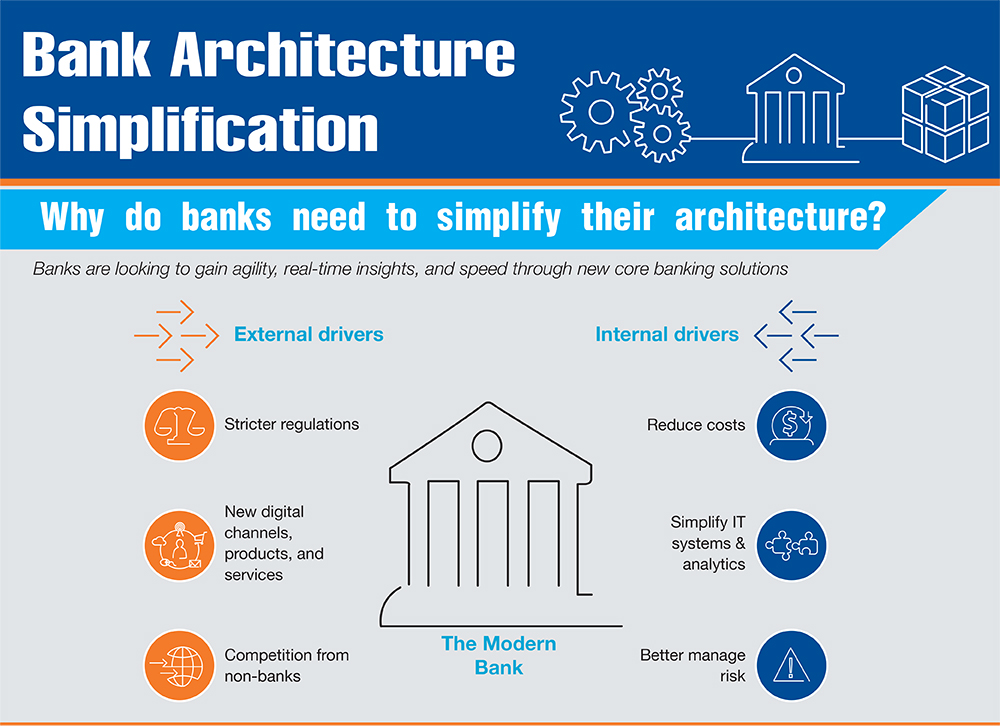 Bank Architecture
Simplification
Why do banks need to simplify their architecture?
Banks are looking to gain agility, real-time insights, and speed through new core banking solutions
External drivers
Stricter regulations
New digital
channels,
products, and
services
Competition from
non-banks
The Modern
Bank
Internal drivers
Reduce costs
Simplify IT
systems &
analytics
Better manage
risk